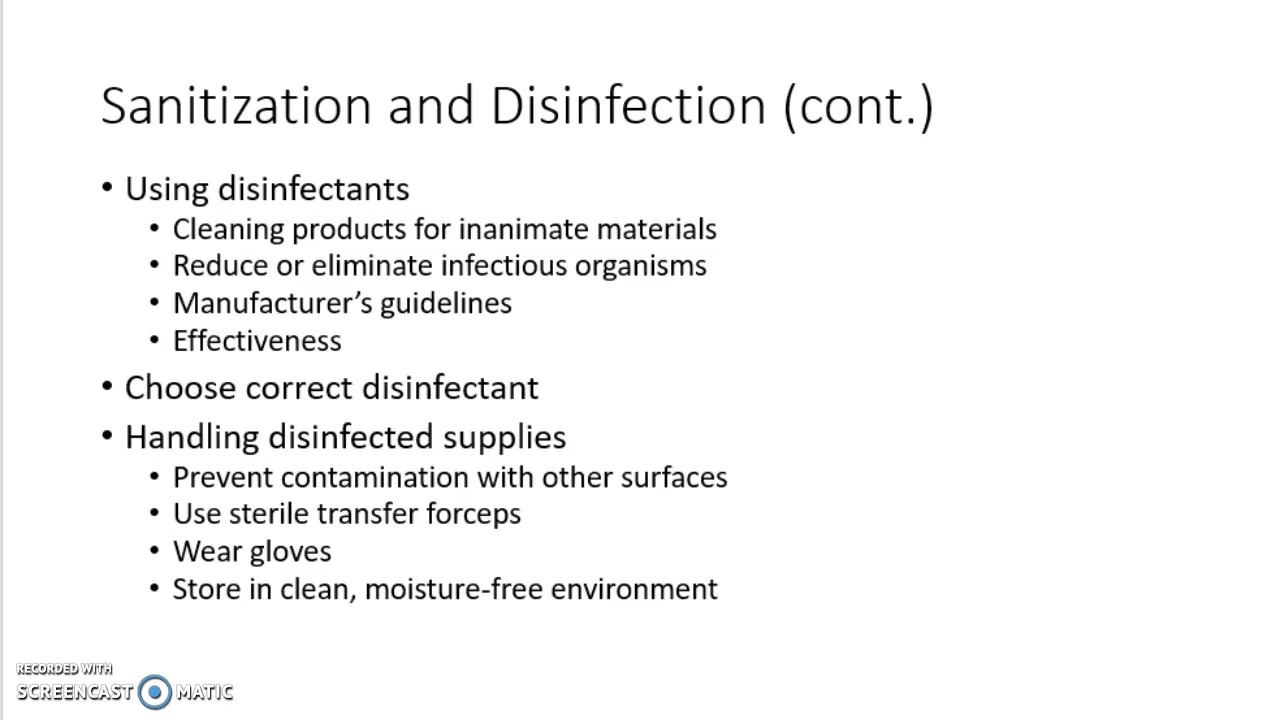 Sanitization and Disinfection (cont.)
• Using disinfectants
• Cleaning products for inanimate materials
• Reduce or eliminate infectious organisms
• Manufacturer’s guidelines
• Effectiveness
• Choose correct disinfectant
• Handling disinfected supplies
• Prevent contamination with other surfaces
• Use sterile transfer forceps
• Wear gloves
• Store in clean, moisture-free environment
RECORDED WITH
SCREENCAST MATIC